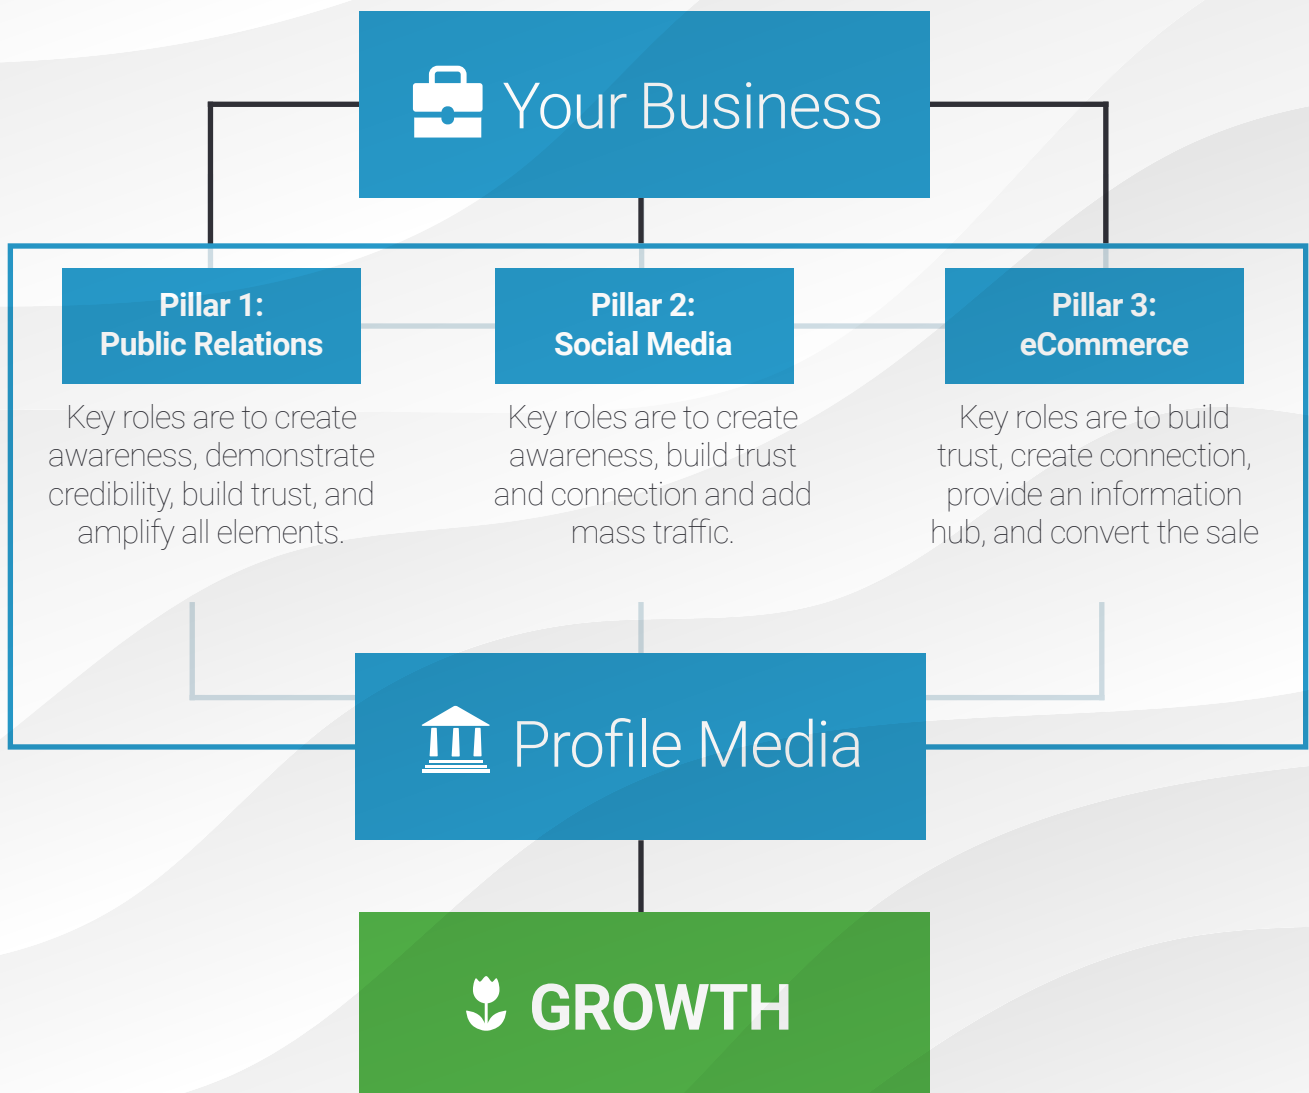 Your Business
Pillar 1:
Public Relations
Key roles are to create
awareness, demonstrate
credibility, build trust, and
amplify all elements.
Pillar 2:
Social Media
Key roles are to create
awareness, build trust
and connection and add
mass traffic.
Pillar 3:
eCommerce
Key roles are to build
trust, create connection,
provide an information
hub, and convert the sale
Profile Media
GROWTH